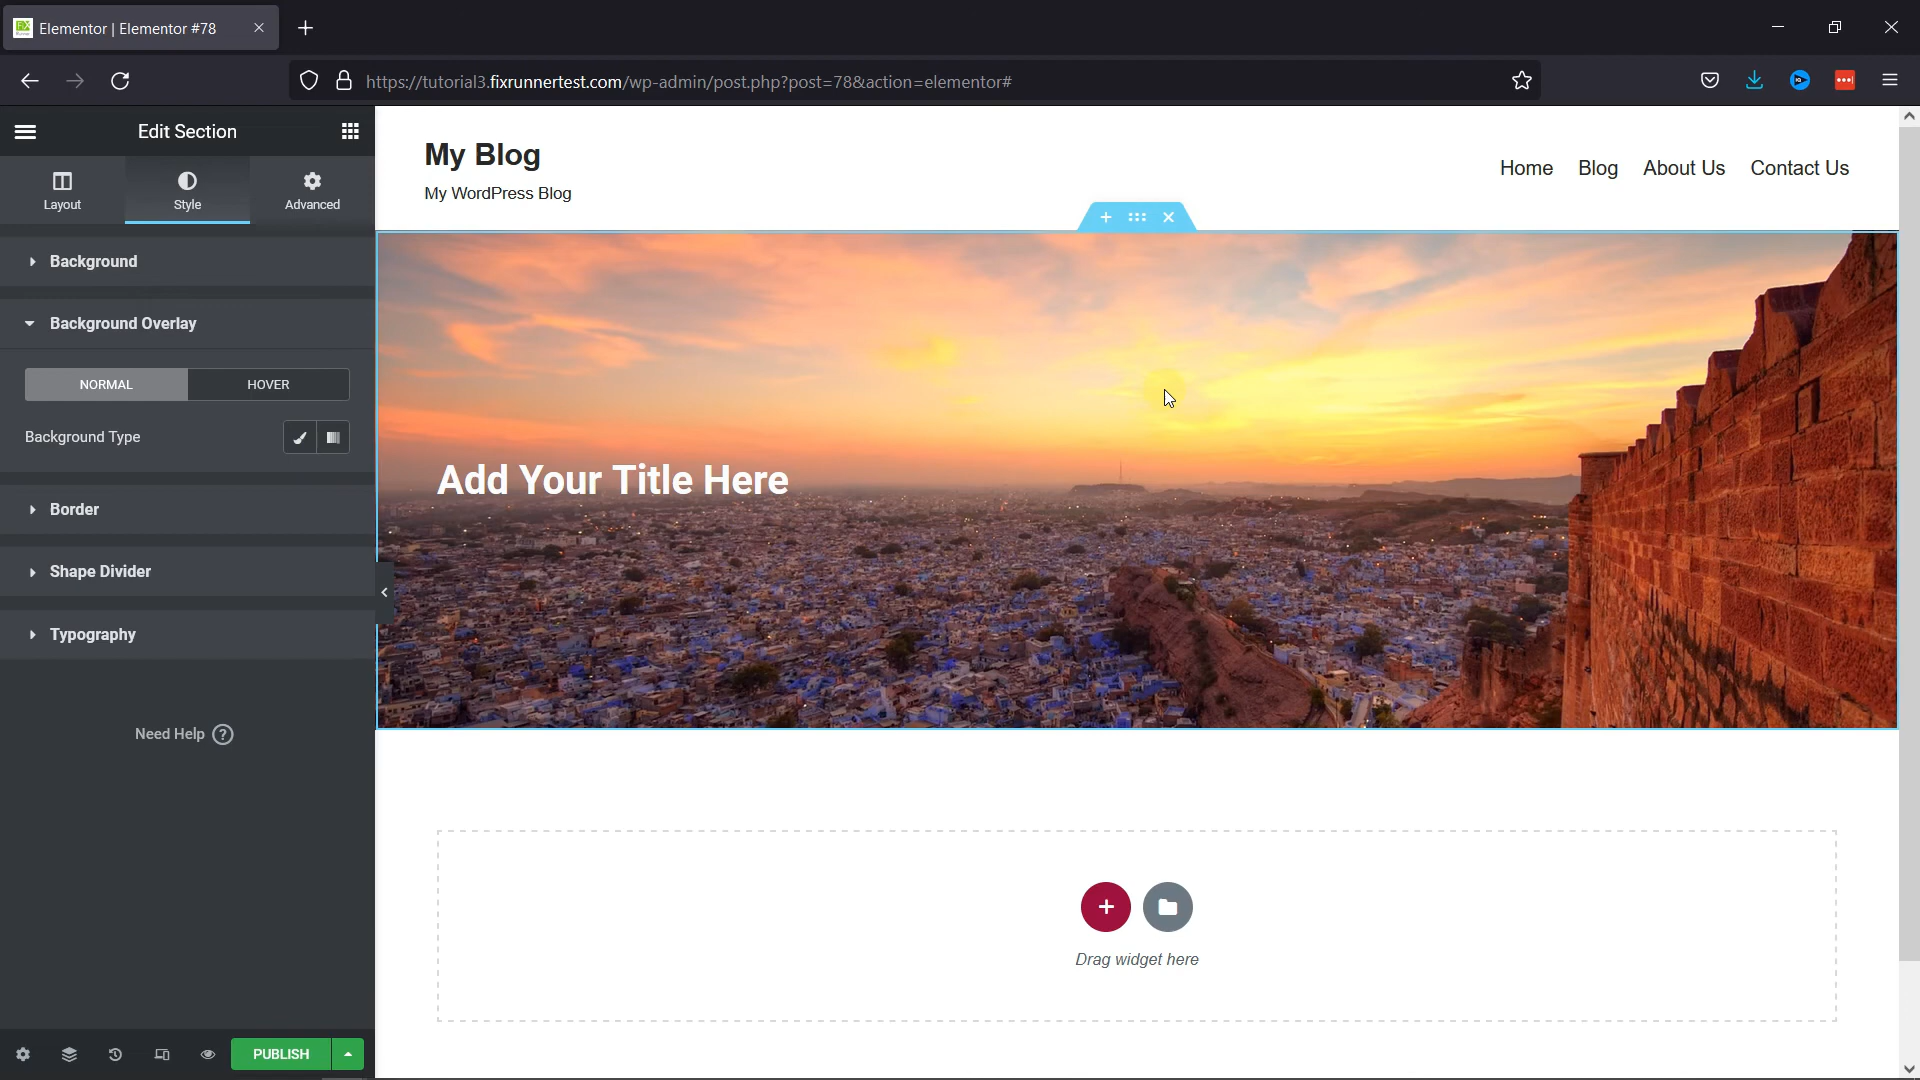 Elementor | Elementor #78
https://tutorial3.fixrunnertest.com/wp-admin/post.php?post=78&action=elementor#
Edit Section
Layout
Style
Advanced
Background
Background Overlay
NORMAL
HOVER
Background Type
Border
Shape Divider
Typography
Need Help ?
PUBLISH
My Blog
My WordPress Blog
Home Blog About Us Contact Us
Add Your Title Here
Drag widget here